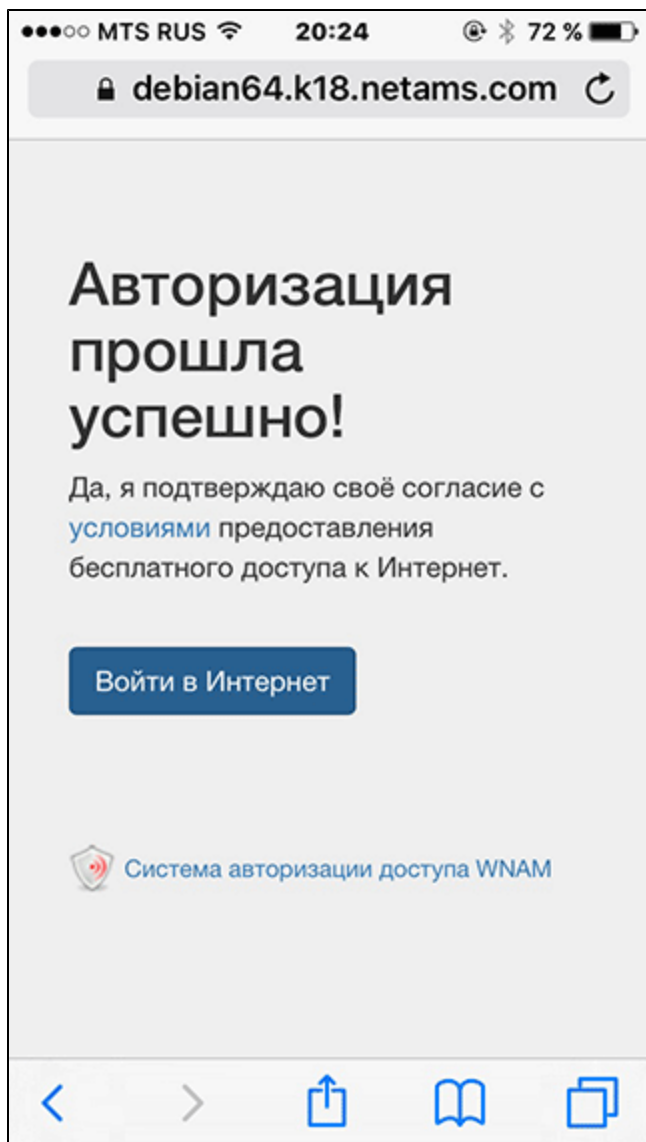 MTS RUS 20:24 72 %
debian64.k18.netams.com
Авторизация
прошла
успешно!
Да, я подтверждаю своё согласие с
условиями предоставления
бесплатного доступа к Интернет.
Войти в Интернет
Система авторизации доступа WNAM